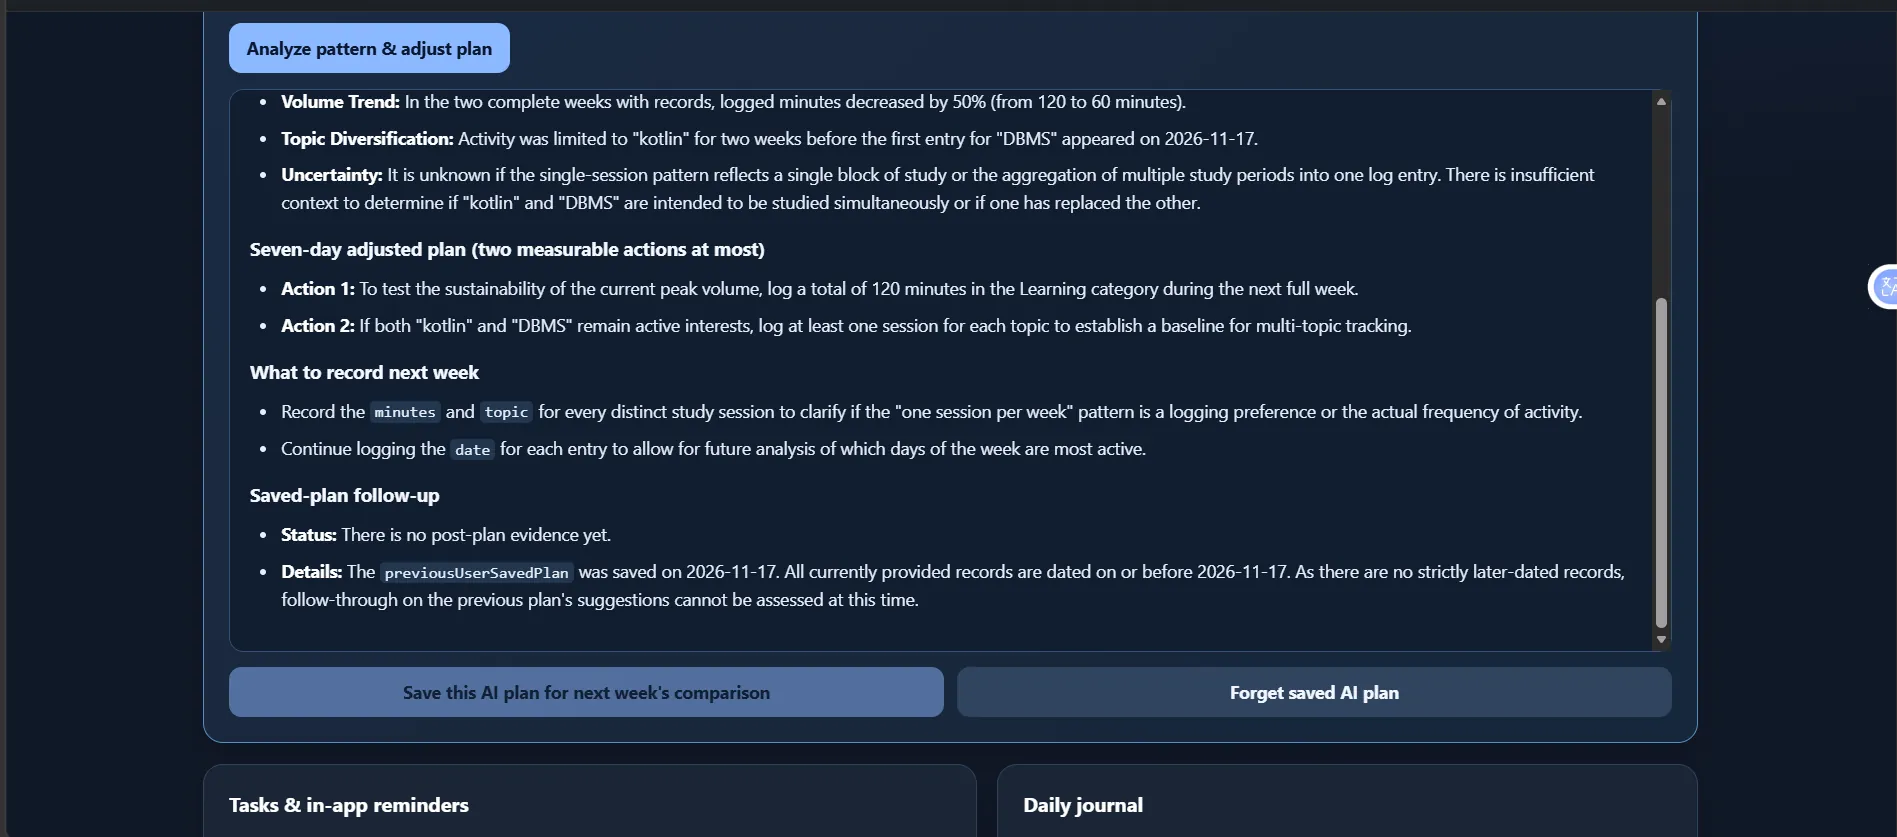 Analyze pattern & adjust plan
• Volume Trend: In the two complete weeks with records, logged minutes decreased by 50% (from 120 to 60 minutes).
• Topic Diversification: Activity was limited to "kotlin" for two weeks before the first entry for "DBMS" appeared on 2026-11-17.
• Uncertainty: It is unknown if the single-session pattern reflects a single block of study or the aggregation of multiple study periods into one log entry. There is insufficient
context to determine if "kotlin" and "DBMS" are intended to be studied simultaneously or if one has replaced the other.
Seven-day adjusted plan (two measurable actions at most)
• Action 1: To test the sustainability of the current peak volume, log a total of 120 minutes in the Learning category during the next full week.
• Action 2: If both "kotlin" and "DBMS" remain active interests, log at least one session for each topic to establish a baseline for multi-topic tracking.
What to record next week
• Record the minutes and topic for every distinct study session to clarify if the "one session per week" pattern is a logging preference or the actual frequency of activity.
• Continue logging the date for each entry to allow for future analysis of which days of the week are most active.
Saved-plan follow-up
• Status: There is no post-plan evidence yet.
• Details: The previousUserSavedPlan was saved on 2026-11-17. All currently provided records are dated on or before 2026-11-17. As there are no strictly later-dated records,
follow-through on the previous plan's suggestions cannot be assessed at this time.
Save this AI plan for next week's comparison
Forget saved AI plan
Tasks & in-app reminders
Daily journal